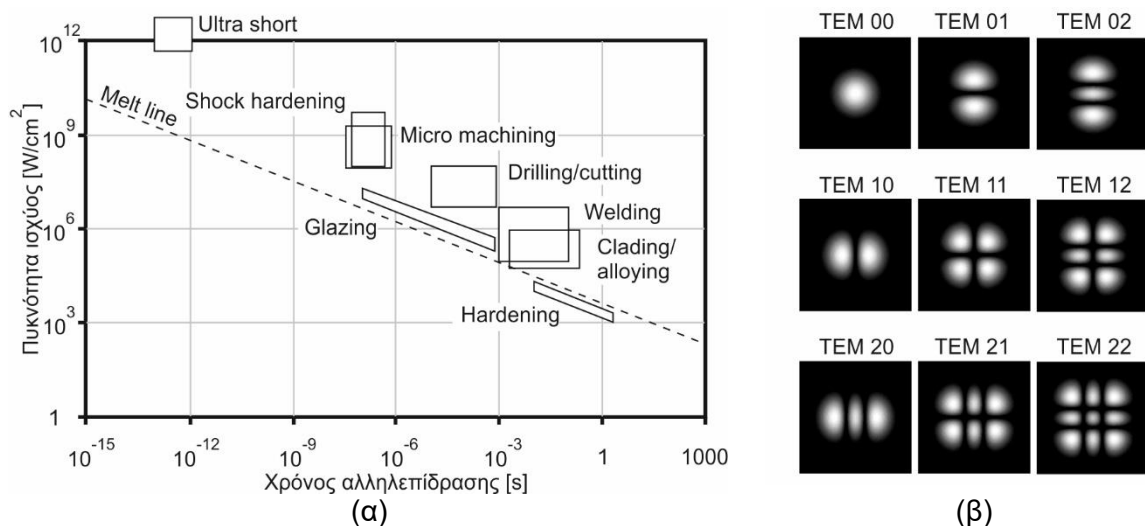 Ultra short
10^12
Melt line
Shock hardening
Micro machining
10^9
Drilling/cutting
Welding
10^6
Glazing
Clading/
alloying
Hardening
10^3
1
Πυκνότητα ισχύος [W/cm^2]
10^-15
10^-12
10^-9
10^-6
10^-3
1
1000
Χρόνος αλληλεπίδρασης [s]
(α)
TEM 00
TEM 01
TEM 02
TEM 10
TEM 11
TEM 12
TEM 20
TEM 21
TEM 22
(β)